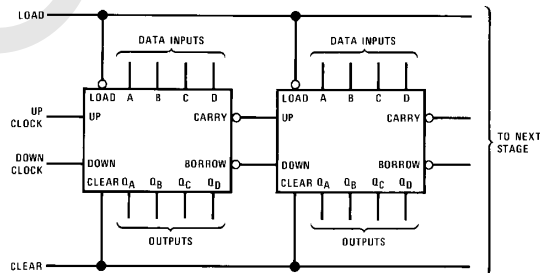 LOAD
DATA INPUTS DATA INPUTS
LOAD A B C D LOAD A B C D
UP CLOCK UP CARRY UP CARRY
TO NEXT STAGE
DOWN CLOCK DOWN BORROW DOWN BORROW
CLEAR QA QB QC QD CLEAR QA QB QC QD
OUTPUTS OUTPUTS
CLEAR